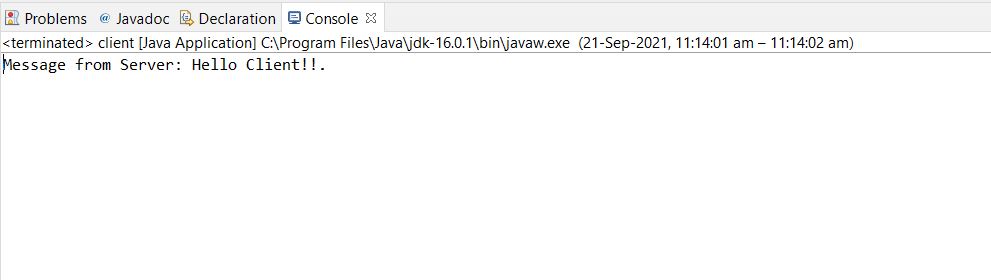 Problems @ Javadoc Declaration Console
<terminated> client [Java Application] C:\Program Files\Java\jdk-16.0.1\bin\javaw.exe (21-Sep-2021, 11:14:01 am – 11:14:02 am)
Message from Server: Hello Client!!.